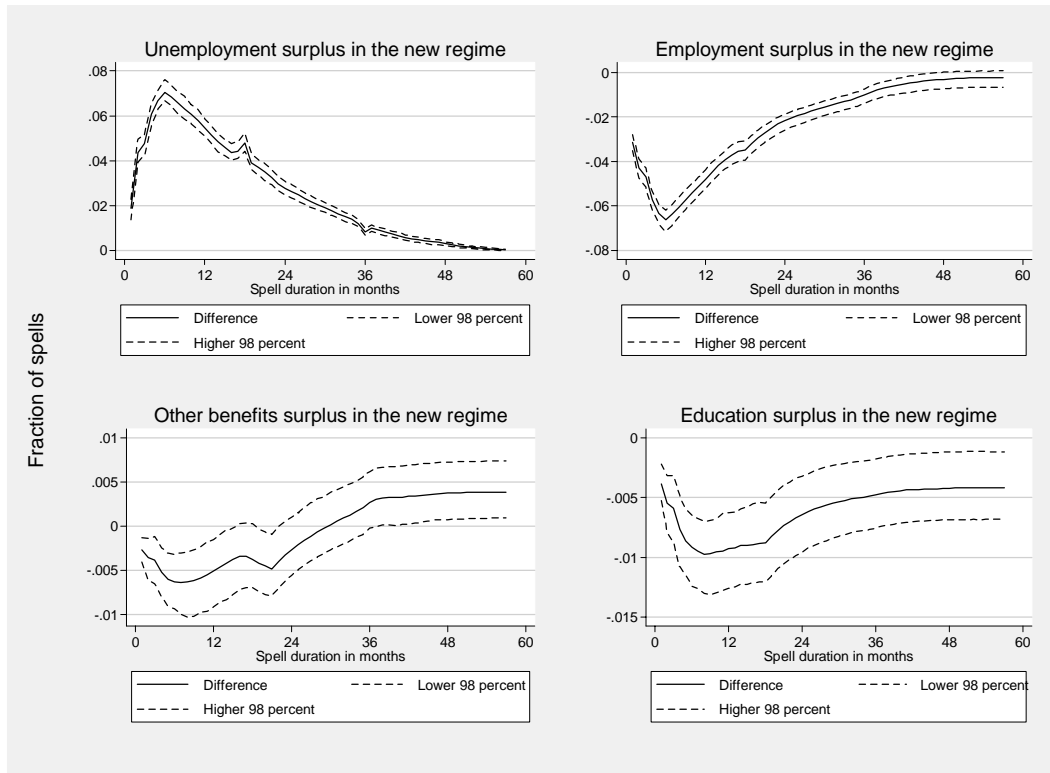 Fraction of spells
Unemployment surplus in the new regime
.08
.06
.04
.02
0
0 12 24 36 48 60
Spell duration in months
Difference Lower 98 percent
Higher 98 percent
Employment surplus in the new regime
0
-.02
-.04
-.06
-.08
0 12 24 36 48 60
Spell duration in months
Difference Lower 98 percent
Higher 98 percent
Other benefits surplus in the new regime
.01
.005
0
-.005
-.01
0 12 24 36 48 60
Spell duration in months
Difference Lower 98 percent
Higher 98 percent
Education surplus in the new regime
0
-.005
-.01
-.015
0 12 24 36 48 60
Spell duration in months
Difference Lower 98 percent
Higher 98 percent